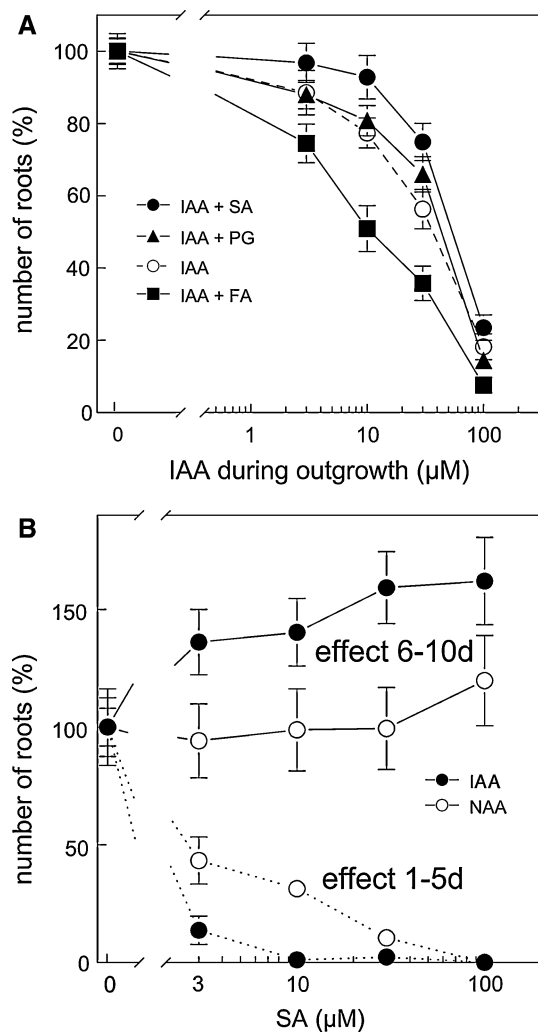 A
100
80
60
40
20
0
number of roots (%)
IAA + SA
IAA + PG
IAA
IAA + FA
0 1 10 100
IAA during outgrowth (µM)
B
150
100
50
0
number of roots (%)
effect 6-10d
IAA
NAA
effect 1-5d
0 3 10 30 100
SA (µM)